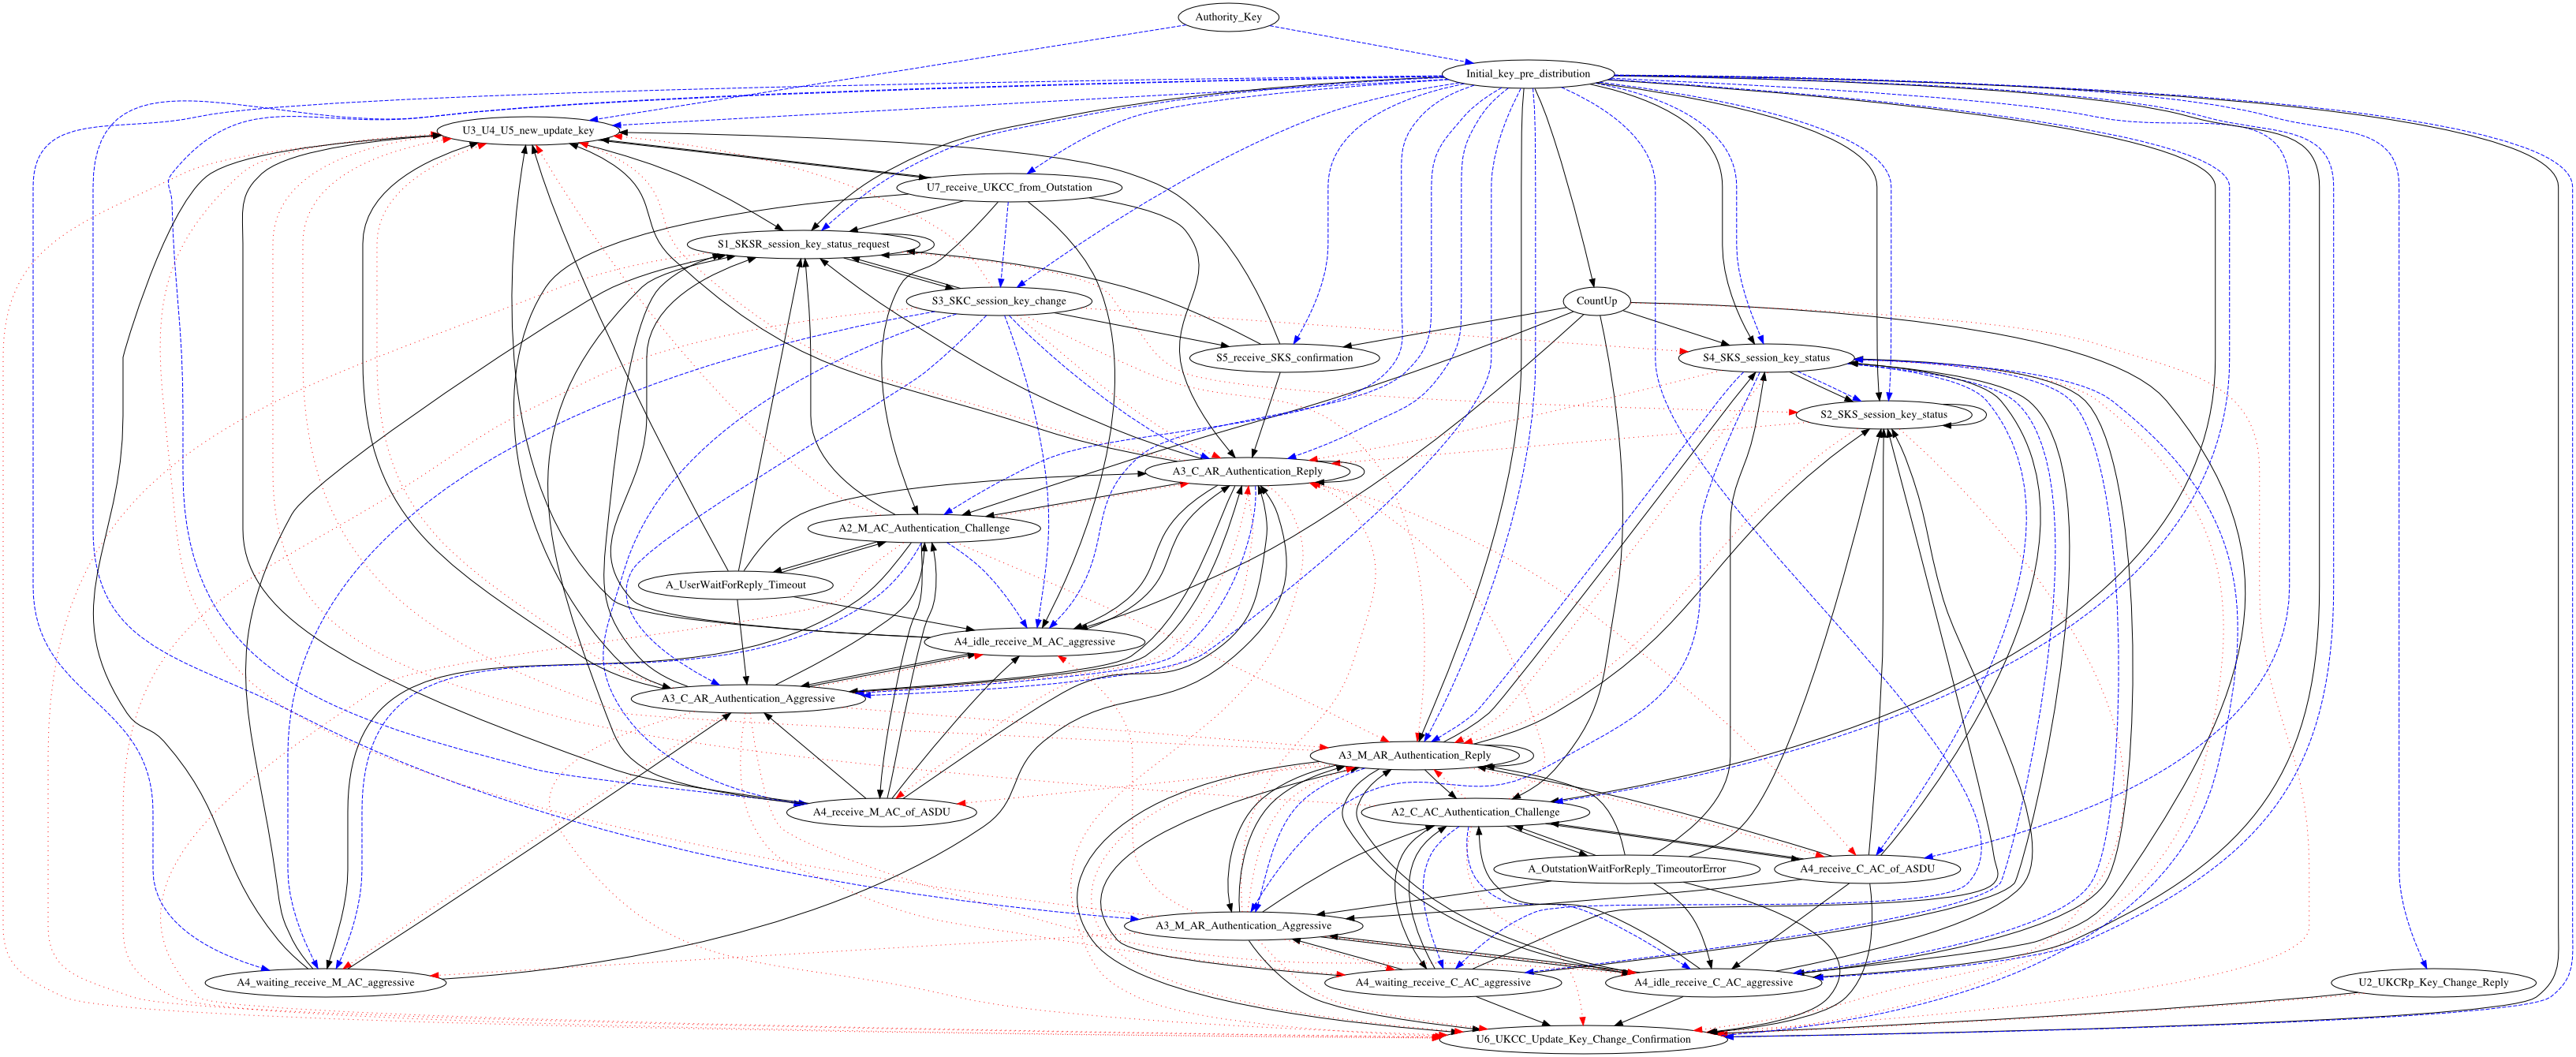 Authority_Key
Initial_key_pre_distribution
U3_U4_U5_new_update_key
U7_receive_UKCC_from_Outstation
S1_SKSR_session_key_status_request
S3_SKC_session_key_change
CountUp
S5_receive_SKS_confirmation
S4_SKS_session_key_status
S2_SKS_session_key_status
A3_C_AR_Authentication_Reply
A2_M_AC_Authentication_Challenge
A_UserWaitForReply_Timeout
A4_idle_receive_M_AC_aggressive
A3_C_AR_Authentication_Aggressive
A3_M_AR_Authentication_Reply
A4_receive_M_AC_of_ASDU
A2_C_AC_Authentication_Challenge
A_OutstationWaitForReply_TimeoutorError
A4_receive_C_AC_of_ASDU
A3_M_AR_Authentication_Aggressive
A4_waiting_receive_M_AC_aggressive
A4_waiting_receive_C_AC_aggressive
A4_idle_receive_C_AC_aggressive
U2_UKCRp_Key_Change_Reply
U6_UKCC_Update_Key_Change_Confirmation